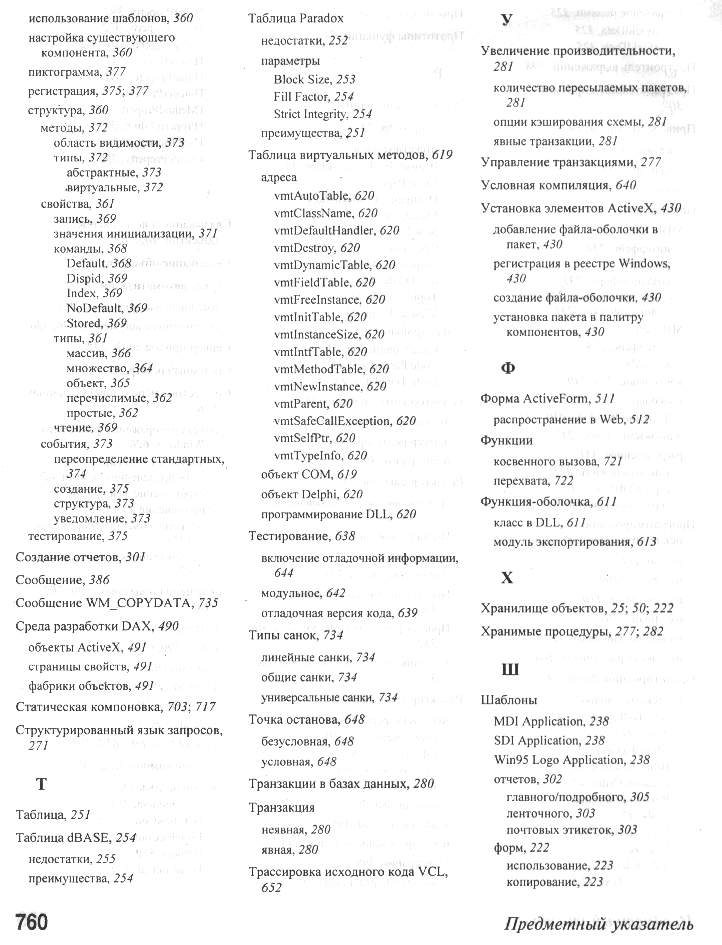 использование шаблонов, 360
настройка существующего
компонента, 360
пиктограмма, 377
регистрация, 375; 377
структура, 360
методы, 372
область видимости, 373
типы, 372
абстрактные, 373
виртуальные, 372
свойства, 361
запись, 369
значения инициализации, 371
команды, 368
Default, 368
Dispid, 369
Index, 369
NoDefault, 369
Stored, 369
типы, 361
массив, 366
множество, 364
объект, 365
перечислимые, 362
простые, 362
чтение, 369
события, 373
переопределение стандартных,
374
создание, 375
структура, 373
уведомление, 373
тестирование, 375
Создание отчетов, 301
Сообщение, 386
Сообщение WM_COPYDATA, 735
Среда разработки DAX, 490
объекты ActiveX, 491
страницы свойств, 491
фабрики объектов, 491
Статическая компоновка, 703; 717
Структурированный язык запросов,
271
Т
Таблица, 251
Таблица dBASE, 254
недостатки, 255
преимущества, 254
Таблица Paradox
недостатки, 252
параметры
Block Size, 253
Fill Factor, 254
Strict Integrity, 254
преимущества, 251
Таблица виртуальных методов, 619
адреса
vmtAutoTable, 620
vmtClassName, 620
vmtDefaultHandler, 620
vmtDestroy, 620
vmtDynamicTable, 620
vmtFieldTable, 620
vmtFreeInstance, 620
vmtInitTable, 620
vmtInstanceSize, 620
vmtIntfTable, 620
vmtMethodTable, 620
vmtNewInstance, 620
vmtParent, 620
vmtSafeCallException, 620
vmtSelfPtr, 620
vmtTypeInfo, 620
объект COM, 619
объект Delphi, 620
программирование DLL, 620
Тестирование, 638
включение отладочной информации,
644
модульное, 642
отладочная версия кода, 639
Типы санок, 734
линейные санки, 734
общие санки, 734
универсальные санки, 734
Точка останова, 648
безусловная, 648
условная, 648
Транзакции в базах данных, 280
Транзакция
неявная, 280
явная, 280
Трассировка исходного кода VCL,
652
У
Увеличение производительности,
281
количество пересылаемых пакетов,
281
опции кэширования схемы, 281
явные транзакции, 281
Управление транзакциями, 277
Условная компиляция, 640
Установка элементов ActiveX, 430
добавление файла-оболочки в
пакет, 430
регистрация в реестре Windows,
430
создание файла-оболочки, 430
установка пакета в палитру
компонентов, 430
Ф
Форма ActiveForm, 511
распространение в Web, 512
Функции
косвенного вызова, 721
перехвата, 722
Функция-оболочка, 611
класс в DLL, 611
модуль экспортирования, 613
Х
Хранилище объектов, 25; 50; 222
Хранимые процедуры, 277; 282
Ш
Шаблоны
MDI Application, 238
SDI Application, 238
Win95 Logo Application, 238
отчетов, 302
главного/подробного, 305
ленточного, 303
почтовых этикеток, 303
форм, 222
использование, 223
копирование, 223
760
Предметный указатель